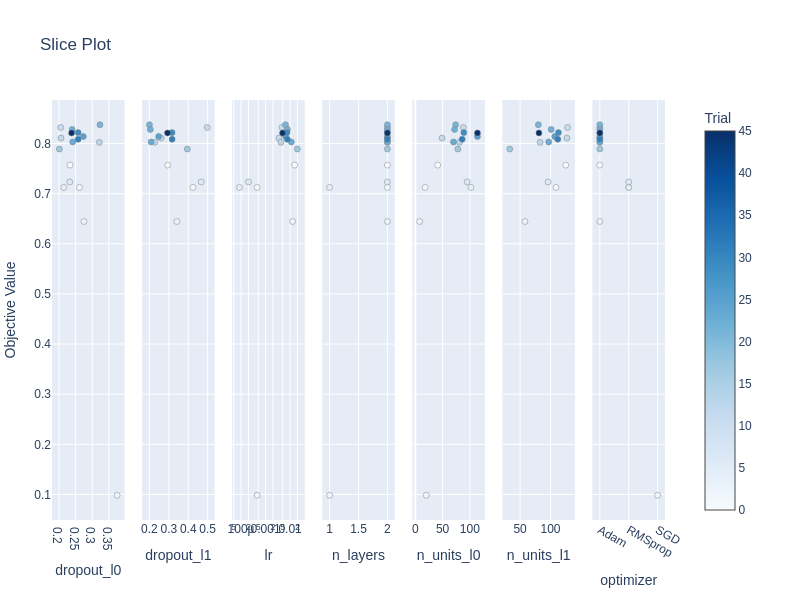 Slice Plot
Trial
Objective Value
0.8
0.7
0.6
0.5
0.4
0.3
0.2
0.1
0.2
0.25
0.3
0.35
dropout_l0
0.2 0.3 0.4 0.5
dropout_l1
lr
1 1.5 2
n_layers
0 50 100
n_units_l0
50 100
n_units_l1
Adam
RMSprop
SGD
optimizer
45
40
35
30
25
20
15
10
5
0